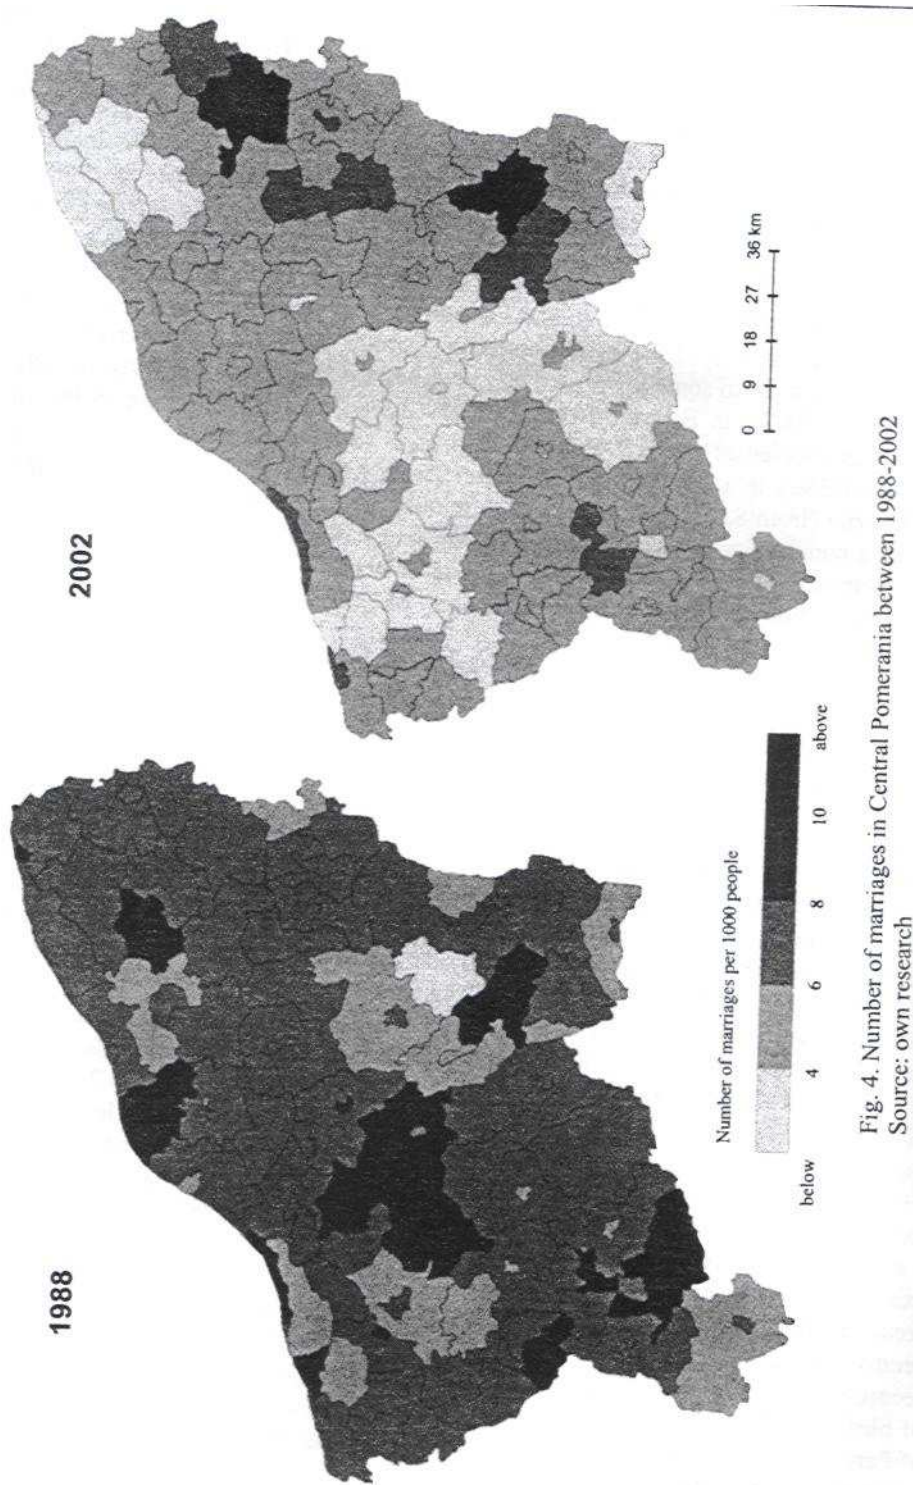 1988
2002
0 9 18 27 36 km
Number of marriages per 1000 people
below 4 6 8 10 above
Fig. 4. Number of marriages in Central Pomerania between 1988-2002
Source: own research